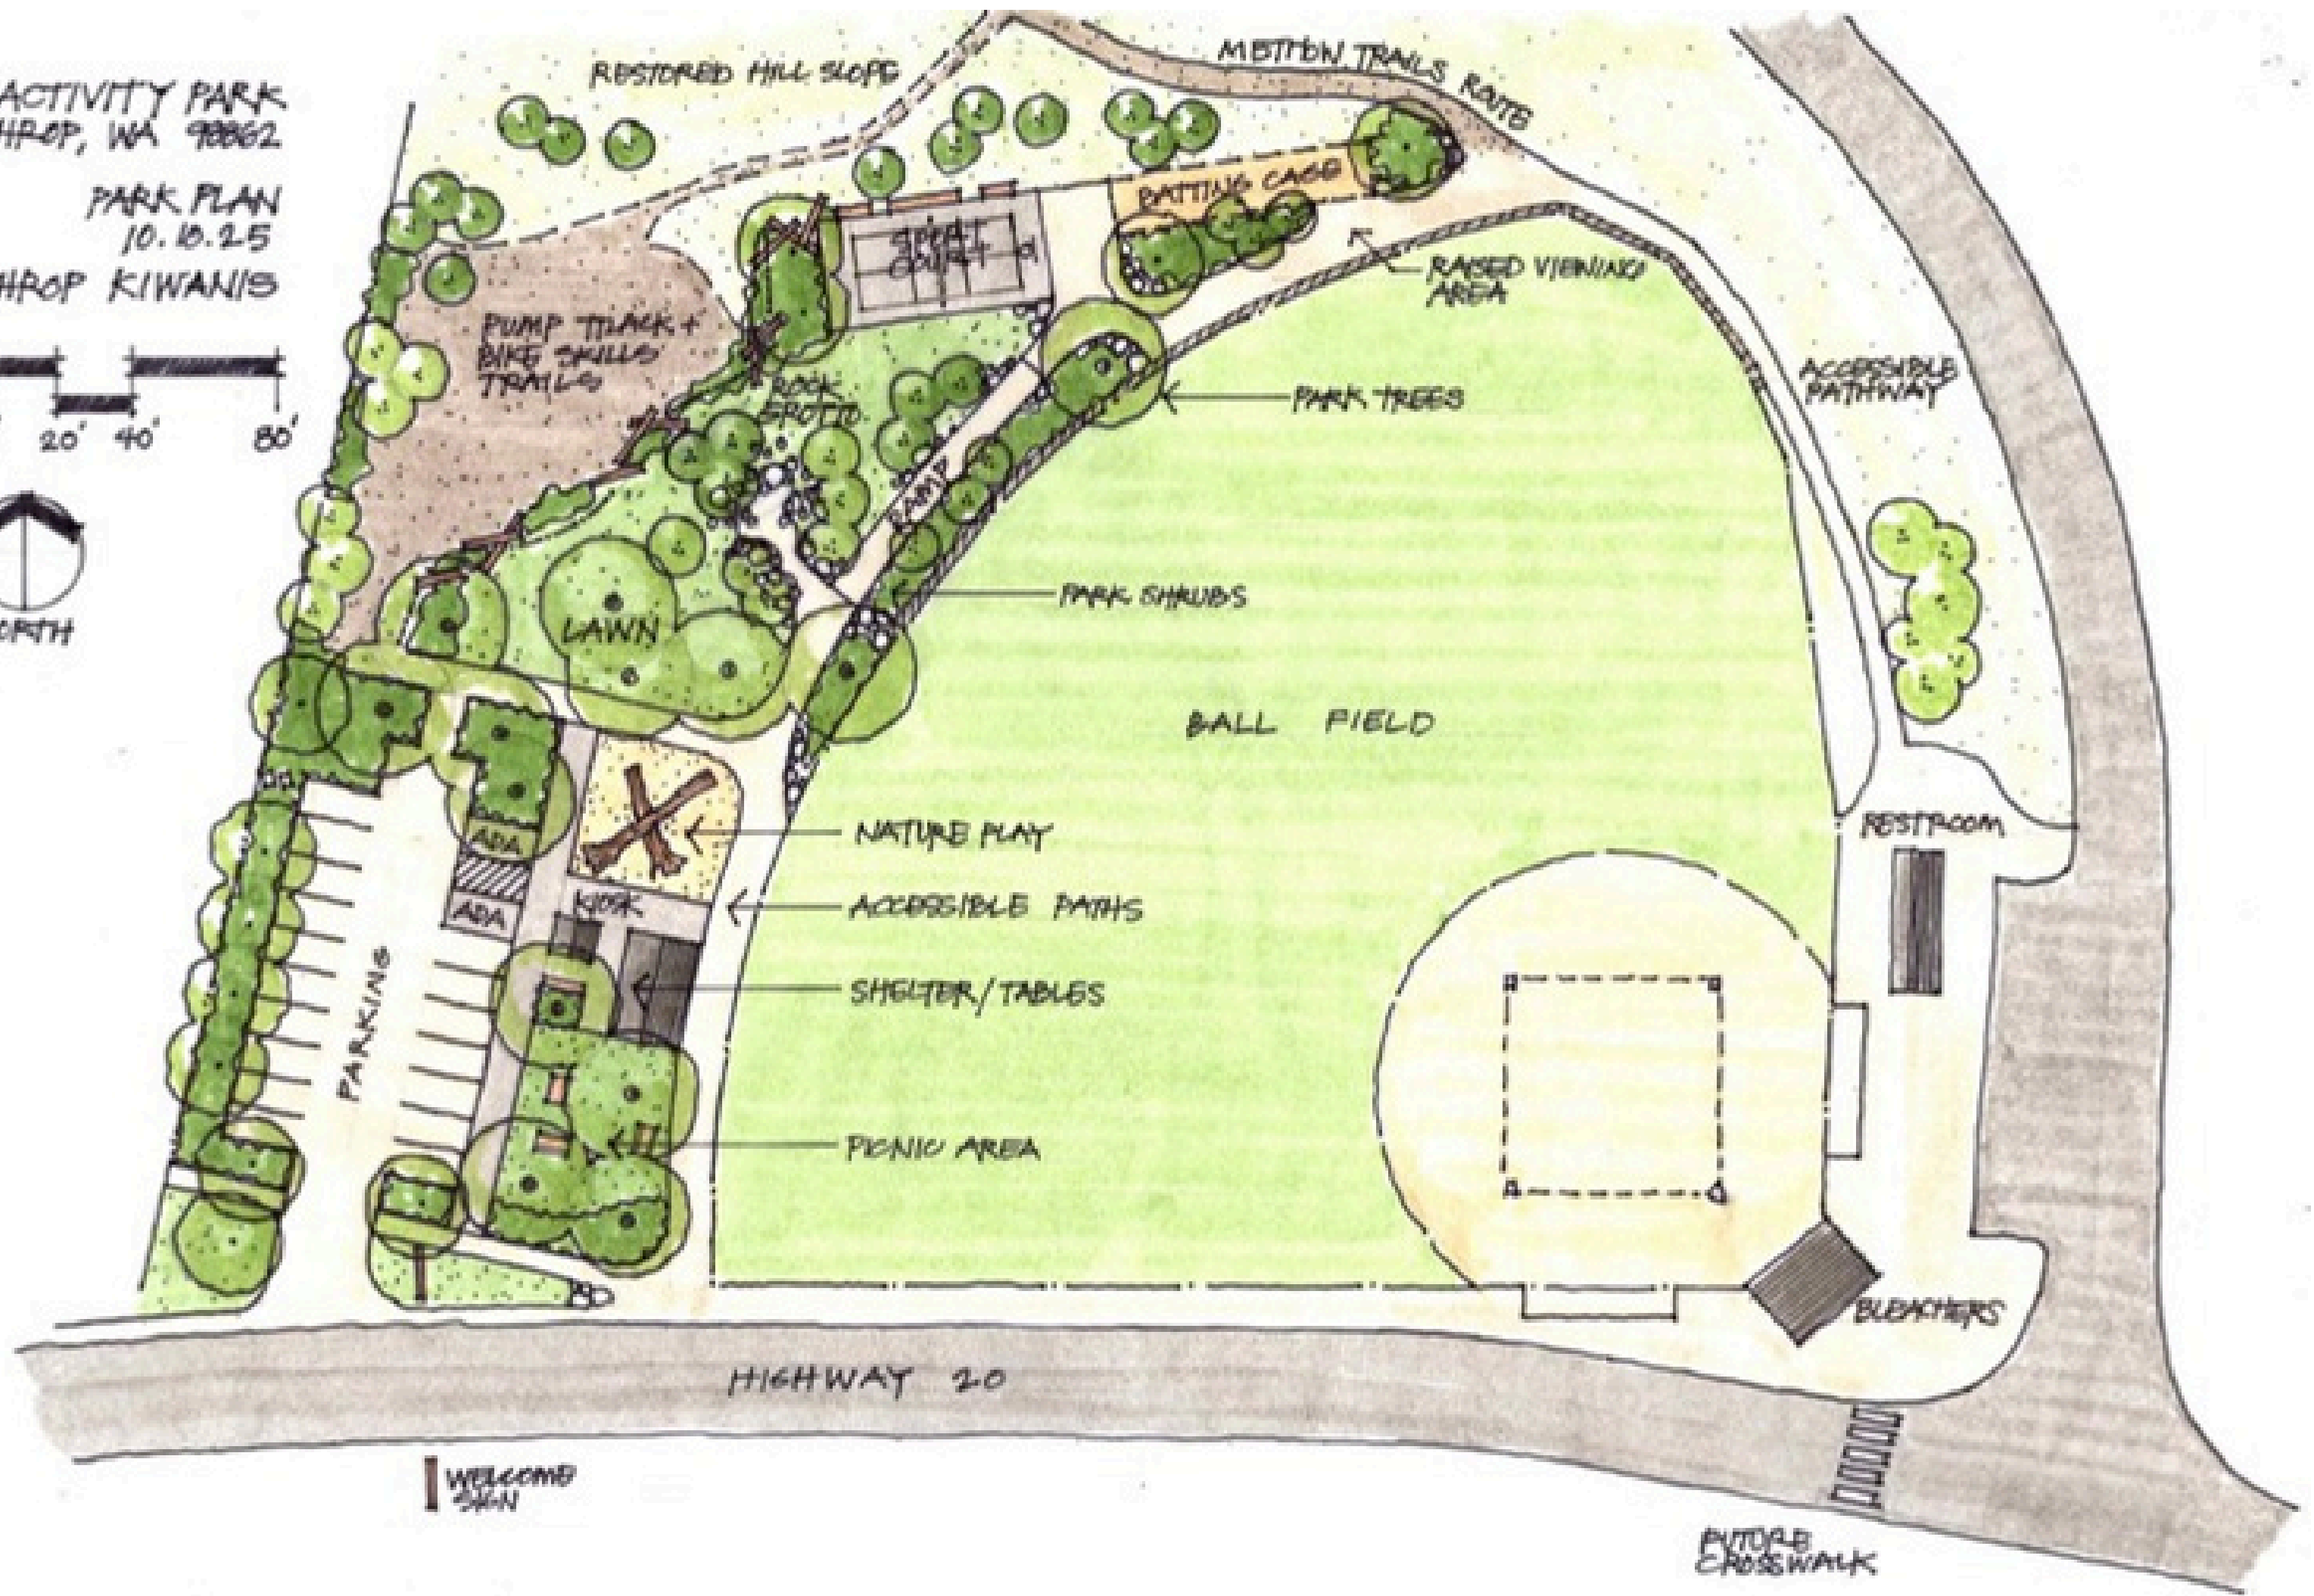 ACTIVITY PARK
HROP, WA 98862
PARK PLAN
10.10.25
HROP KIWANIS
20' 40' 80'
ORTH
RESTORED HILL SLOPE
METHOW TRAILS ROUTE
BATTING CAGE
SPORT
COURT
RAISED VIEWING
AREA
PUMP TRACK +
BIKE SKILLS
TRAILS
ROCK
GROTTO
PARK TREES
ACCESSIBLE
PATHWAY
RAMP
PARK SHRUBS
LAWN
BALL FIELD
NATURE PLAY
RESTROOM
ADA
ADA
KIOSK
ACCESSIBLE PATHS
SHELTER/TABLES
PARKING
PICNIC AREA
BLEACHERS
HIGHWAY 20
WELCOME
SIGN
FUTURE
CROSSWALK